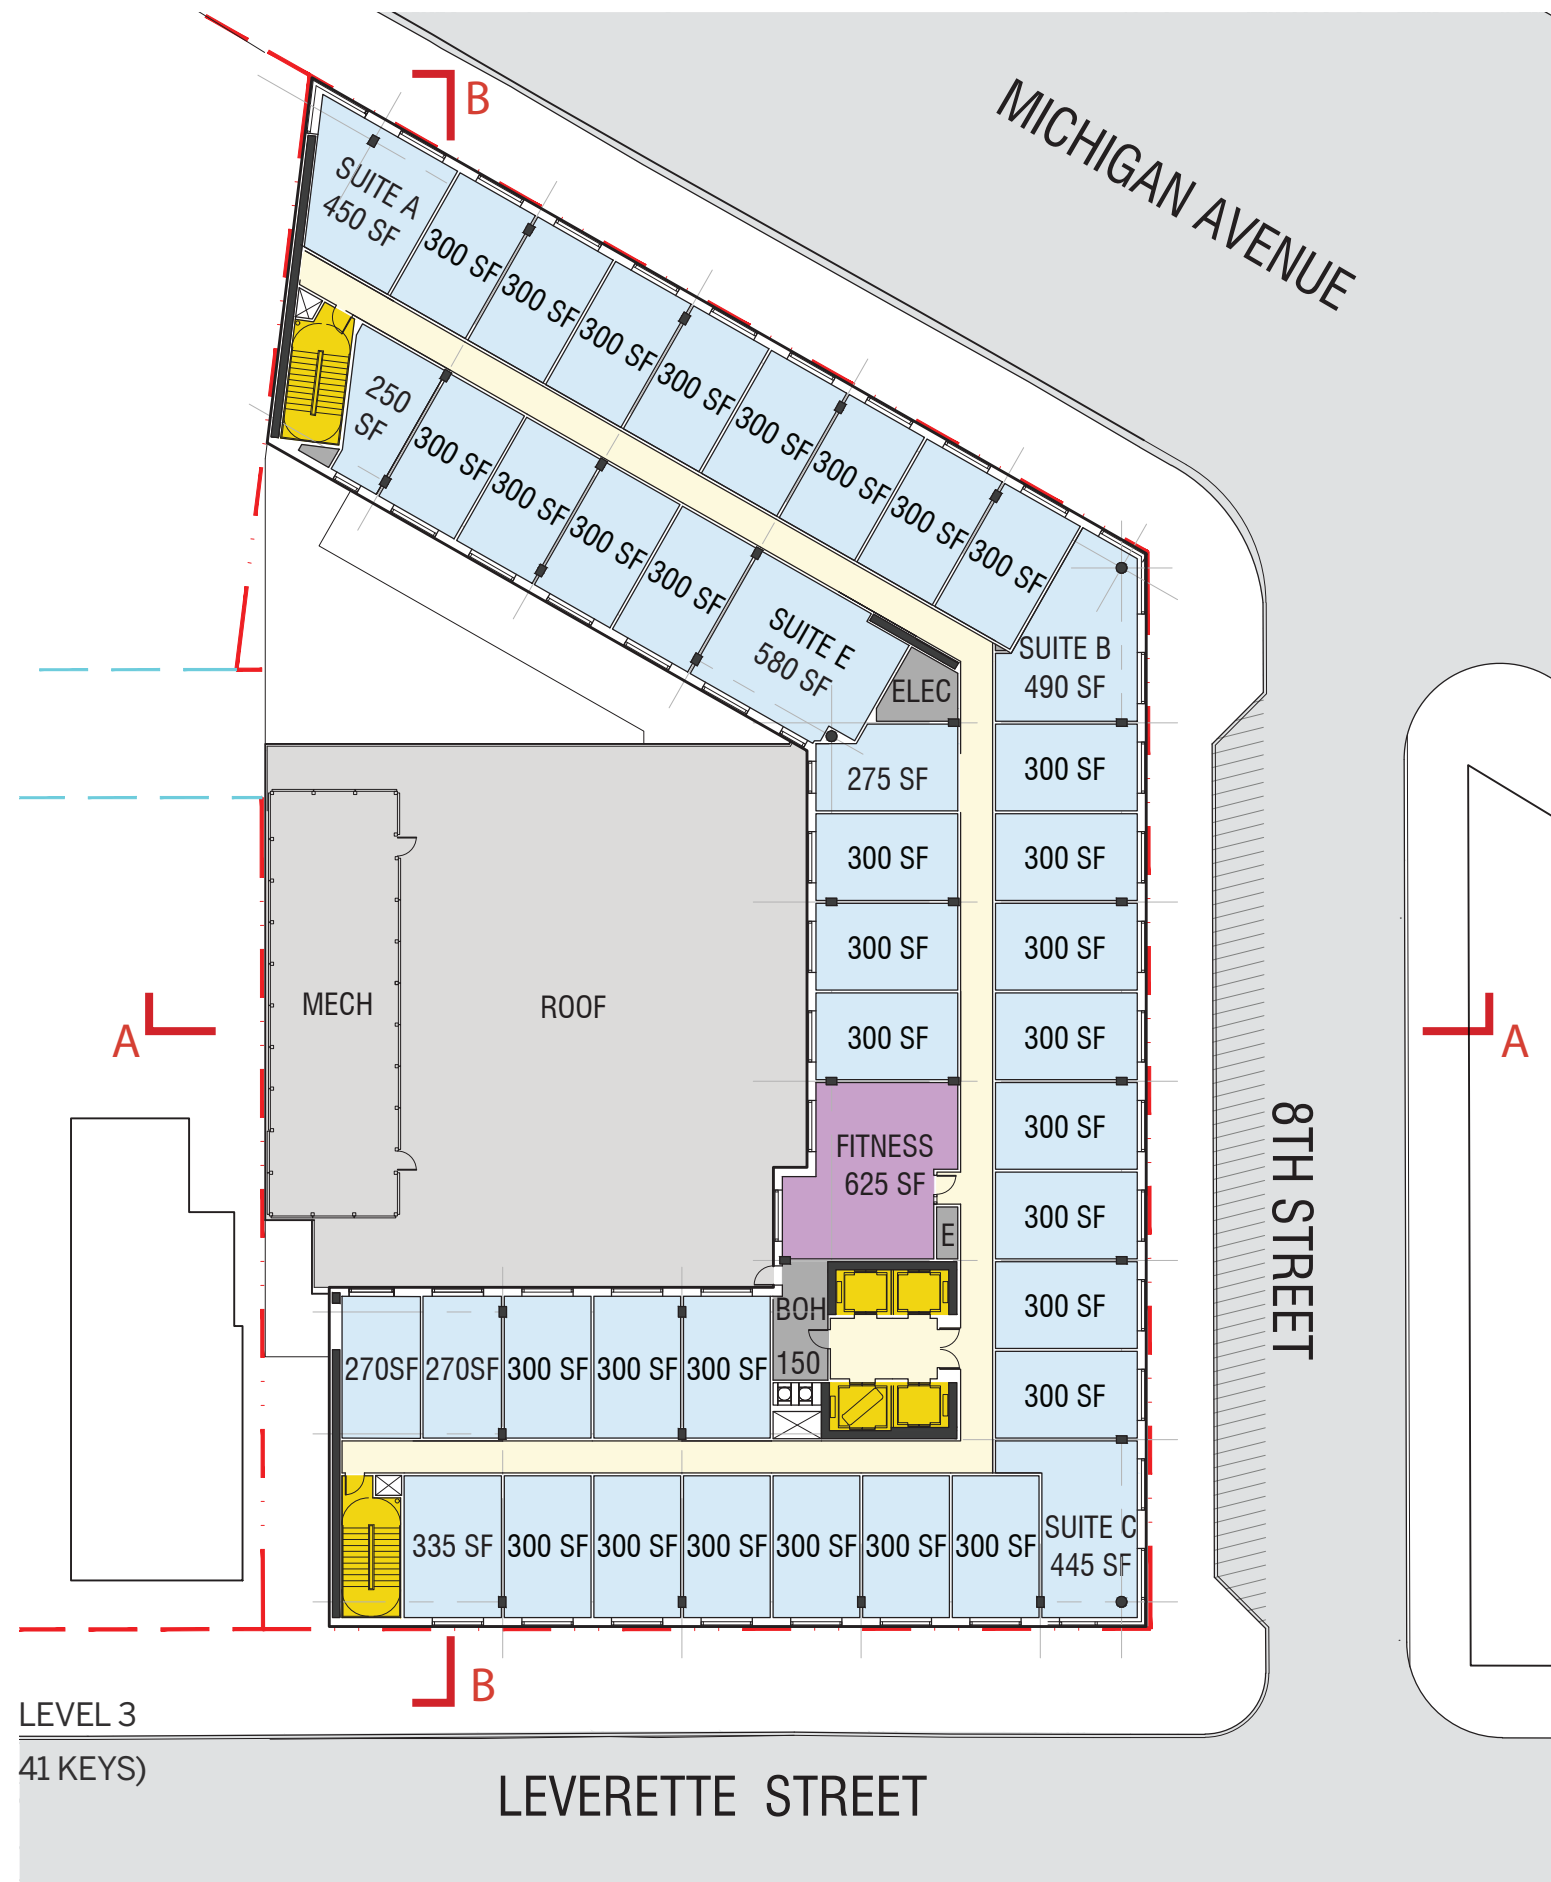 B
MICHIGAN AVENUE
SUITE A
450 SF
300 SF
300 SF
300 SF
300 SF
300 SF
300 SF
300 SF
300 SF
250
SF
300 SF
300 SF
300 SF
300 SF
SUITE E
580 SF
ELEC
SUITE B
490 SF
275 SF
300 SF
300 SF
300 SF
300 SF
300 SF
300 SF
300 SF
300 SF
300 SF
300 SF
300 SF
MECH
ROOF
A
A
FITNESS
625 SF
E
8TH STREET
BOH
150
270SF
270SF
300 SF
300 SF
300 SF
335 SF
300 SF
300 SF
300 SF
300 SF
300 SF
300 SF
SUITE C
445 SF
B
LEVEL 3
41 KEYS)
LEVERETTE STREET